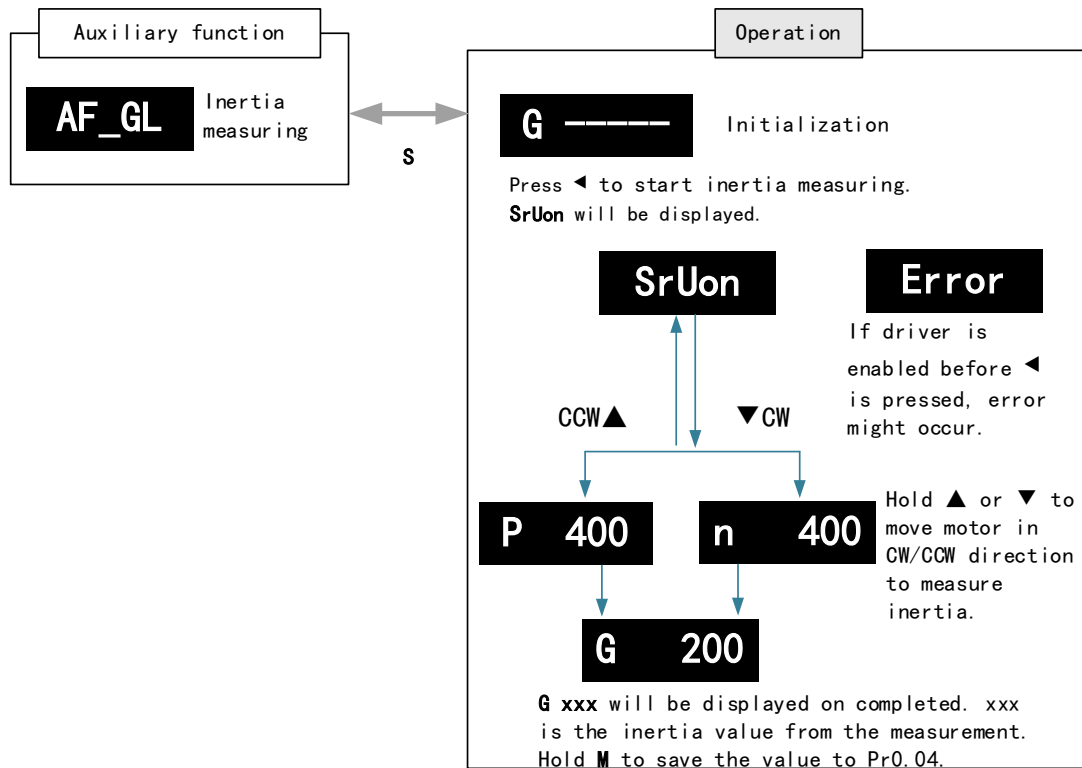 Auxiliary function
AF_GL
Inertia
measuring
S
Operation
G -----
Initialization
Press ◀ to start inertia measuring.
SrUon will be displayed.
SrUon
Error
If driver is
enabled before ◀
is pressed, error
might occur.
CCW▲
▼CW
P 400
n 400
Hold ▲ or ▼ to
move motor in
CW/CCW direction
to measure
inertia.
G 200
G xxx will be displayed on completed. xxx
is the inertia value from the measurement.
Hold M to save the value to Pr0.04.